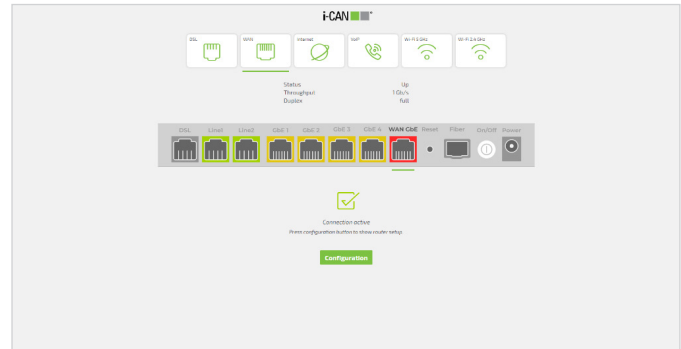 i-CAN
DSL WAN Internet VoIP Wi-Fi 5 GHz Wi-Fi 2.4 GHz
Status Up
Throughput 1 Gb/s
Duplex full
DSL Line1 Line2 GbE 1 GbE 2 GbE 3 GbE 4 WAN GbE Reset Fiber On/Off Power
Connection active
Press configuration button to show router setup.
Configuration